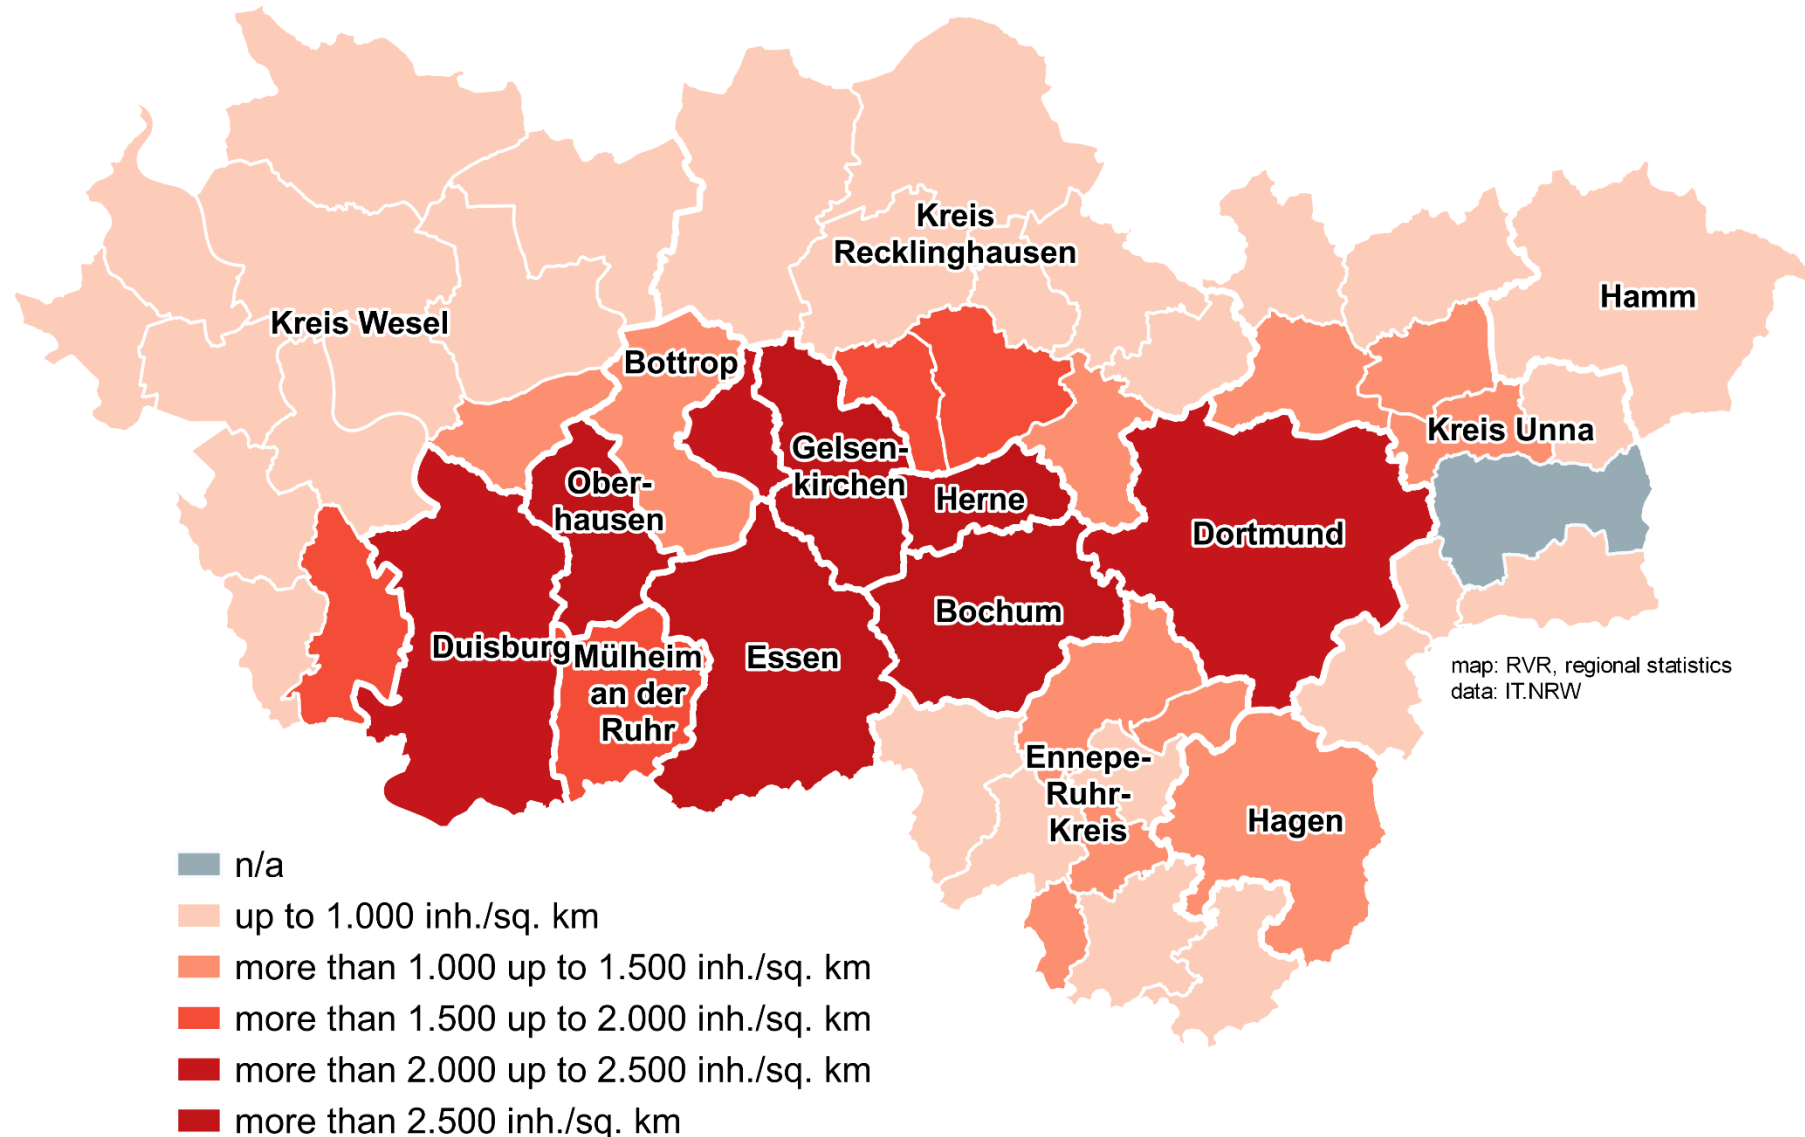 Kreis
Recklinghausen
Hamm
Kreis Wesel
Bottrop
Kreis Unna
Gelsen-
kirchen
Ober-
hausen
Herne
Dortmund
Bochum
Duisburg
Mülheim
an der
Ruhr
Essen
map: RVR, regional statistics
data: IT.NRW
Ennepe-
Ruhr-
Kreis
Hagen
n/a
up to 1.000 inh./sq. km
more than 1.000 up to 1.500 inh./sq. km
more than 1.500 up to 2.000 inh./sq. km
more than 2.000 up to 2.500 inh./sq. km
more than 2.500 inh./sq. km